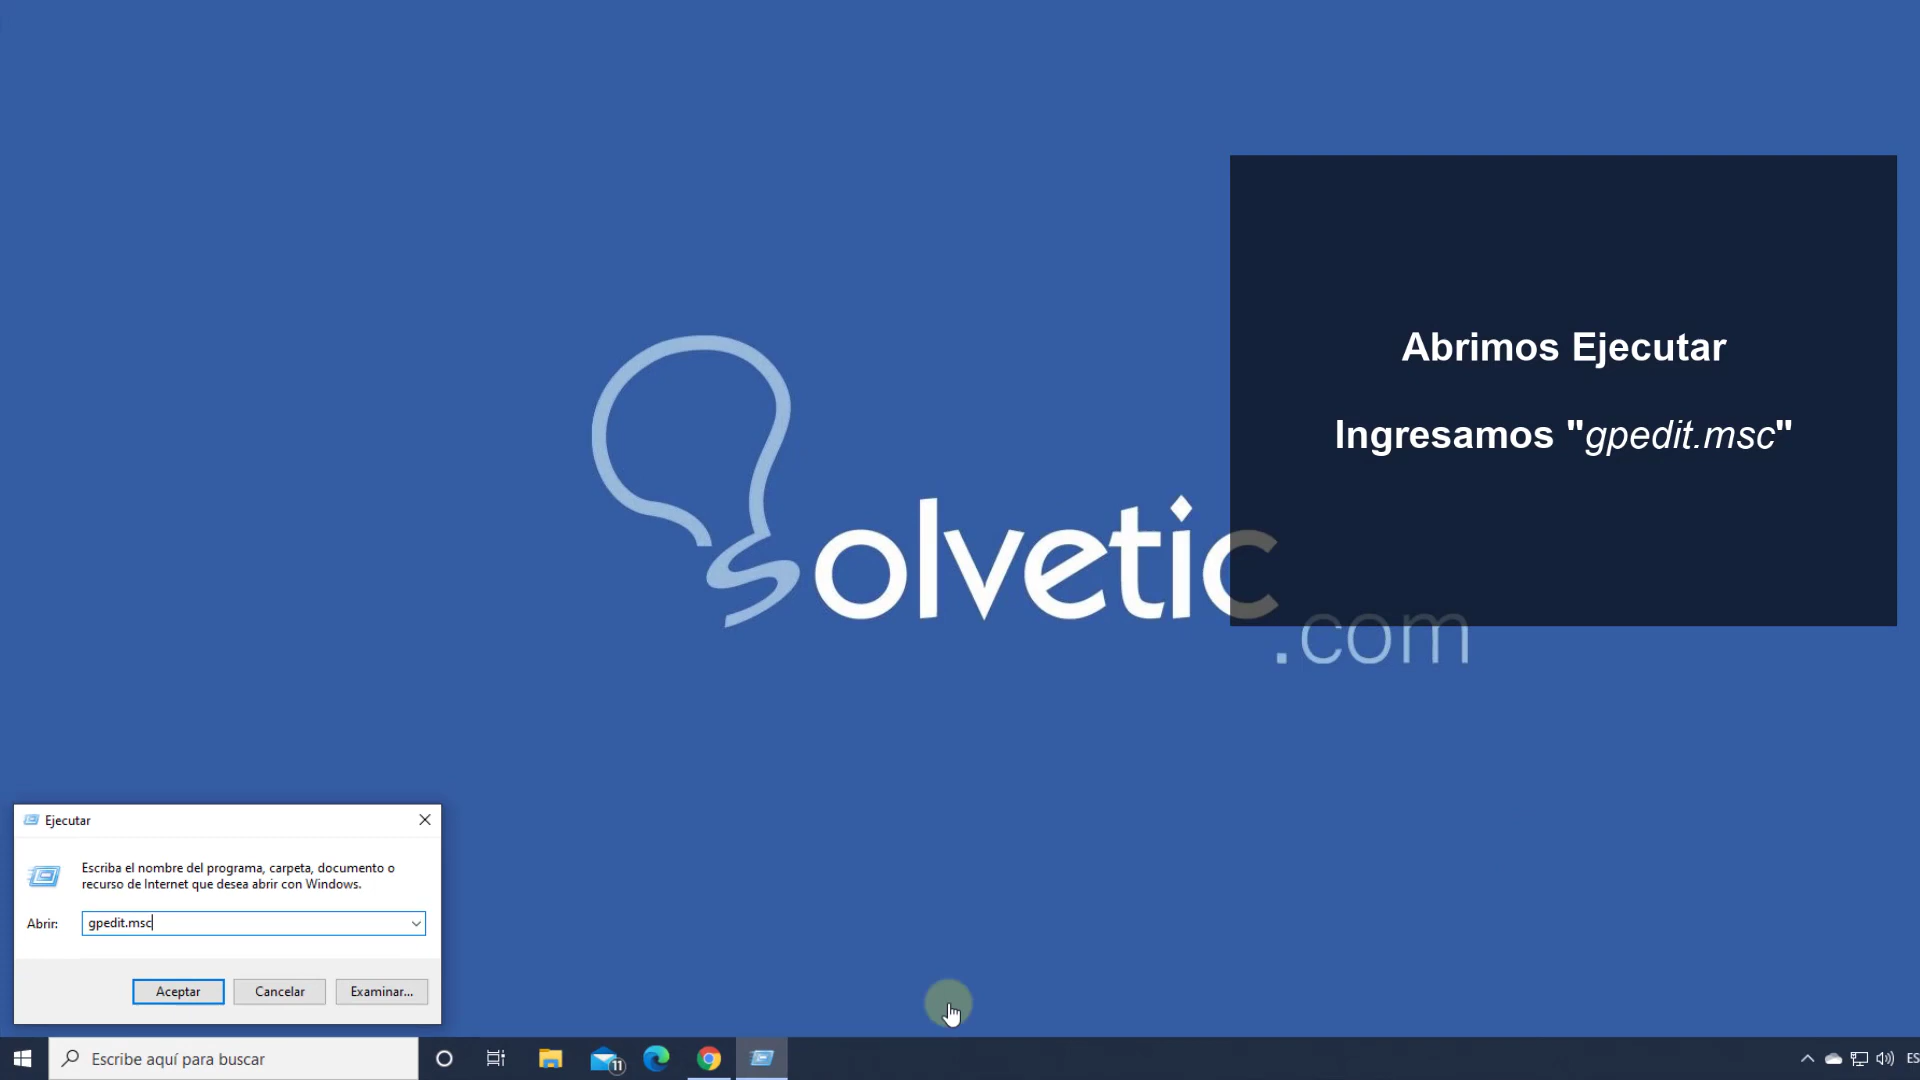 Abrimos Ejecutar
Ingresamos "gpedit.msc"
Solvetic
.com
Ejecutar
Escriba el nombre del programa, carpeta, documento o
recurso de Internet que desea abrir con Windows.
Abrir:
gpedit.msc
Aceptar
Cancelar
Examinar...
Escribe aquí para buscar
11
ES